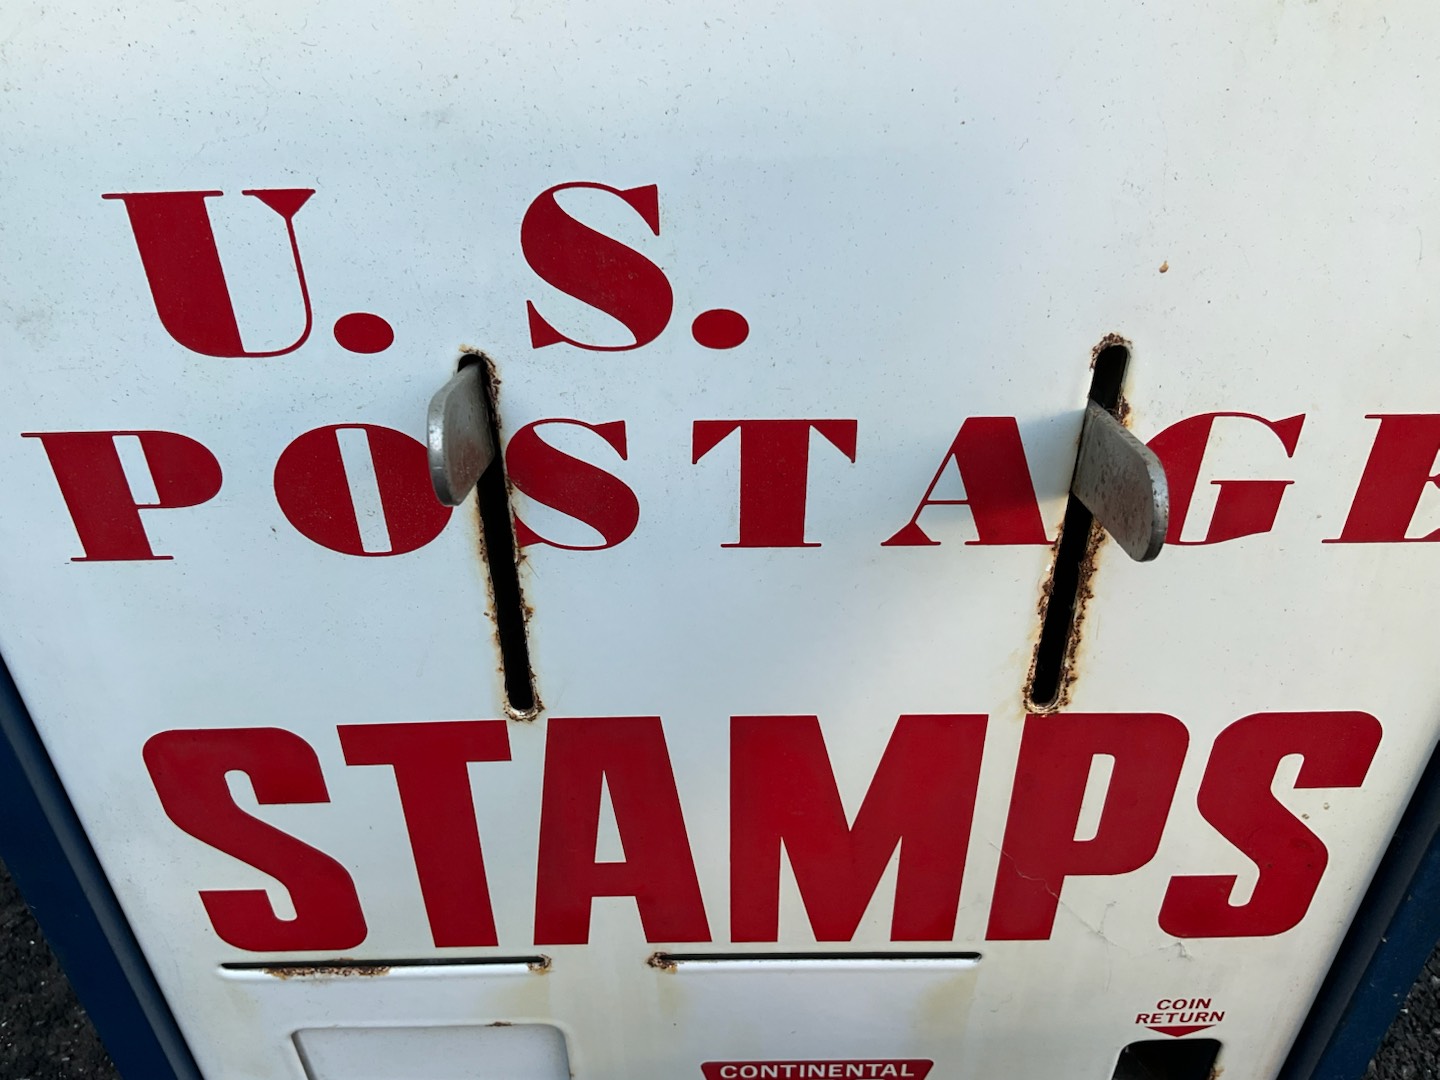 U. S.
POSTAGE
STAMPS
COIN
RETURN
CONTINENTAL